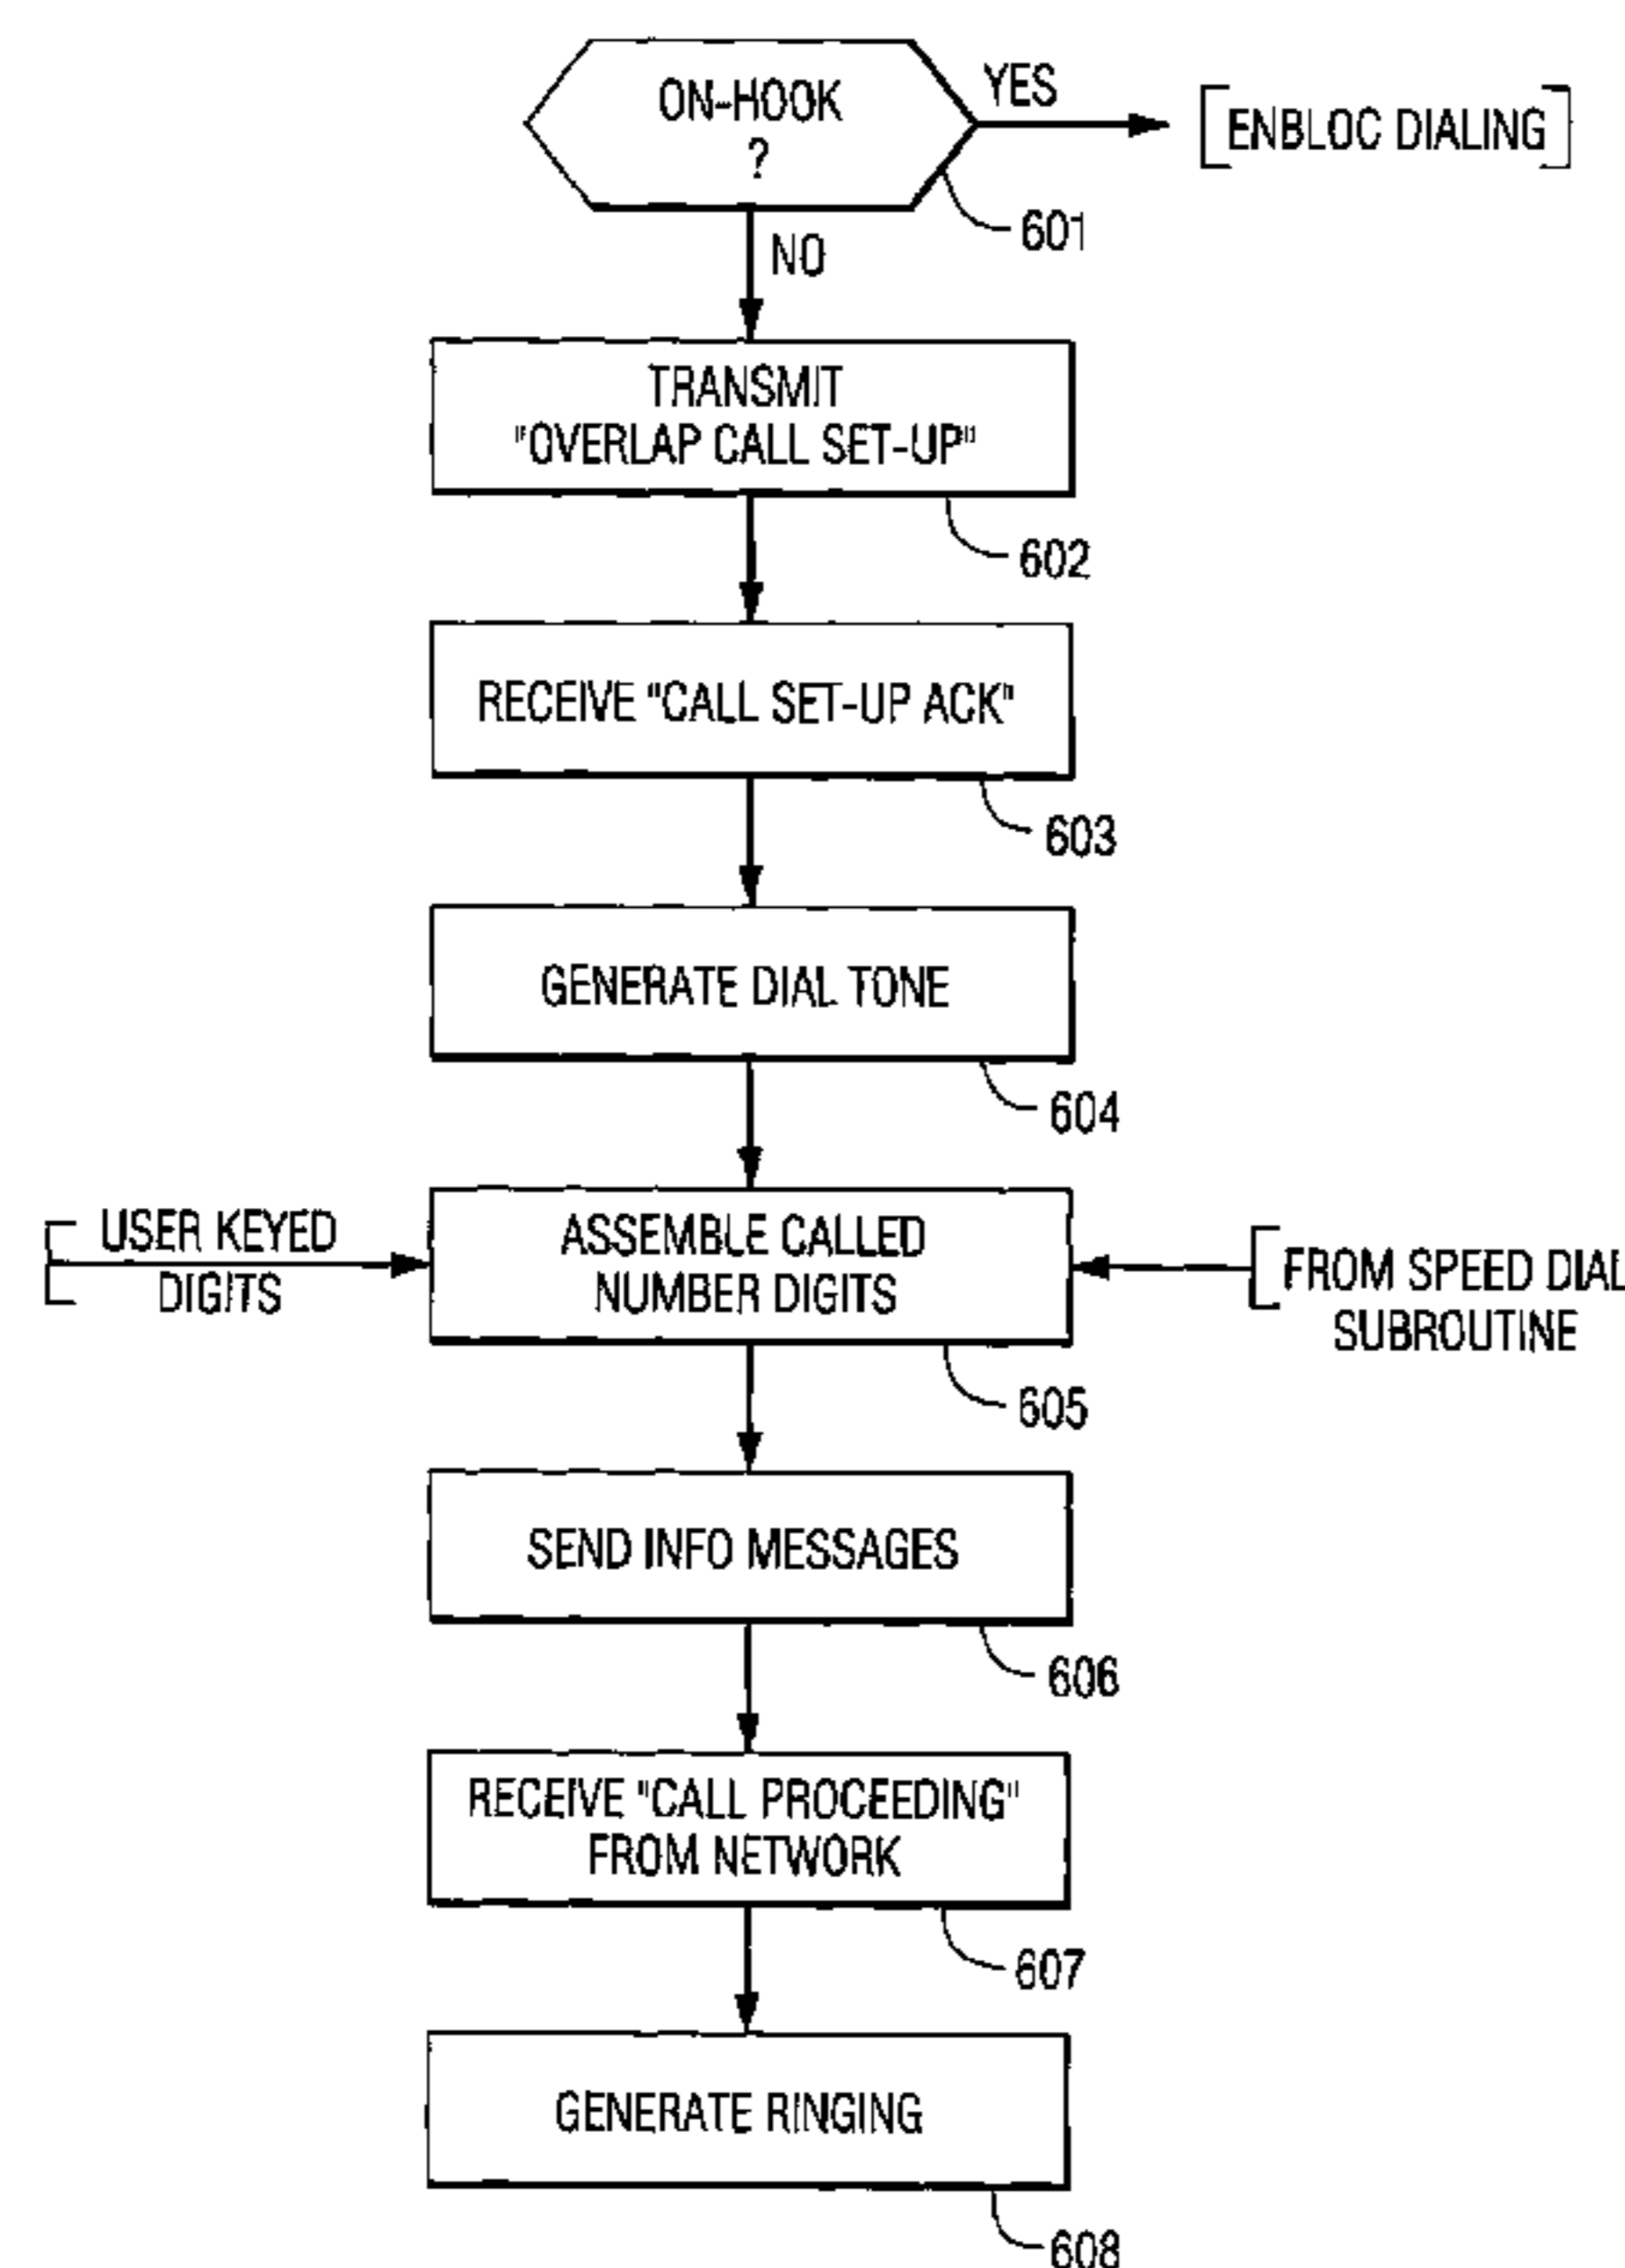 ON-HOOK
?
YES
[ENBLOC DIALING]
601
NO
TRANSMIT
"OVERLAP CALL SET-UP"
602
RECEIVE "CALL SET-UP ACK"
603
GENERATE DIAL TONE
604
USER KEYED
DIGITS
ASSEMBLE CALLED
NUMBER DIGITS
FROM SPEED DIAL
SUBROUTINE
605
SEND INFO MESSAGES
606
RECEIVE "CALL PROCEEDING"
FROM NETWORK
607
GENERATE RINGING
608